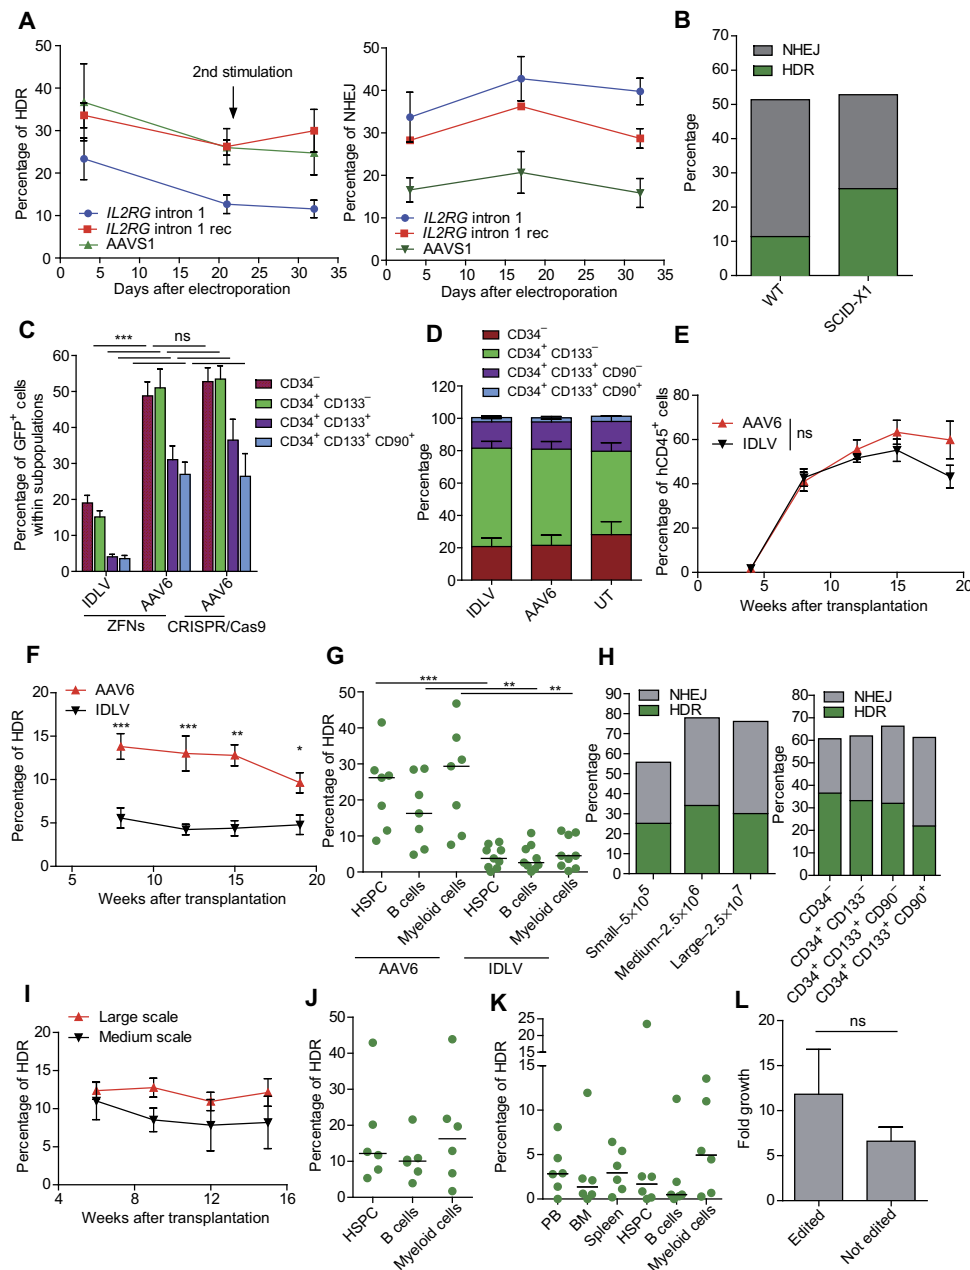 A
Percentage of HDR
50
40
30
20
10
0
2nd stimulation
IL2RG intron 1
IL2RG intron 1 rec
AAVS1
0 5 10 15 20 25 30 35
Days after electroporation
Percentage of NHEJ
50
40
30
20
10
0
IL2RG intron 1
IL2RG intron 1 rec
AAVS1
0 5 10 15 20 25 30 35
Days after electroporation
B
Percentage
70
60
50
40
30
20
10
0
NHEJ
HDR
WT
SCID-X1
C
Percentage of GFP⁺ cells
within subpopulations
60
50
40
30
20
10
0
***
ns
CD34⁻
CD34⁺ CD133⁻
CD34⁺ CD133⁺
CD34⁺ CD133⁺ CD90⁺
IDLV
AAV6
AAV6
ZFNs
CRISPR/Cas9
D
CD34⁻
CD34⁺ CD133⁻
CD34⁺ CD133⁺ CD90⁻
CD34⁺ CD133⁺ CD90⁺
Percentage
120
100
80
60
40
20
0
IDLV
AAV6
UT
E
Percentage of hCD45⁺ cells
80
60
40
20
0
AAV6
IDLV
ns
0 5 10 15 20
Weeks after transplantation
F
AAV6
IDLV
Percentage of HDR
20
15
10
5
0
***
***
**
*
5 10 15 20
Weeks after transplantation
G
Percentage of HDR
50
40
30
20
10
0
***
**
**
HSPC
B cells
Myeloid cells
HSPC
B cells
Myeloid cells
AAV6
IDLV
H
Percentage
90
80
70
60
50
40
30
20
10
0
NHEJ
HDR
Small–5×10⁵
Medium–2.5×10⁶
Large–2.5×10⁷
Percentage
80
70
60
50
40
30
20
10
0
NHEJ
HDR
CD34⁻
CD34⁺ CD133⁻
CD34⁺ CD133⁺ CD90⁻
CD34⁺ CD133⁺ CD90⁺
I
Large scale
Medium scale
Percentage of HDR
20
15
10
5
0
4 8 12 16
Weeks after transplantation
J
Percentage of HDR
50
40
30
20
10
0
HSPC
B cells
Myeloid cells
K
Percentage of HDR
25
20
15
10
15
10
5
0
PB
BM
Spleen
HSPC
B cells
Myeloid cells
L
Fold growth
20
15
10
5
0
ns
Edited
Not edited